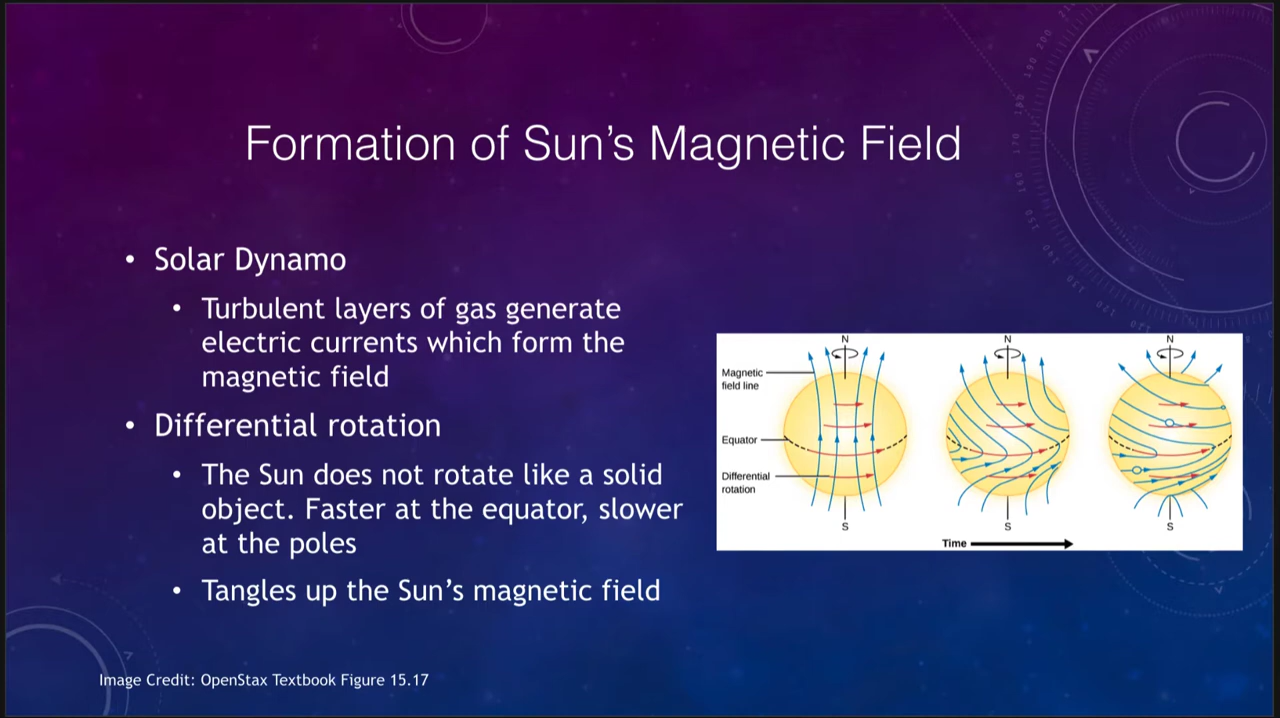 Formation of Sun’s Magnetic Field
• Solar Dynamo
• Turbulent layers of gas generate
electric currents which form the
magnetic field
• Differential rotation
• The Sun does not rotate like a solid
object. Faster at the equator, slower
at the poles
• Tangles up the Sun’s magnetic field
N N N
Magnetic
field line
Equator
Differential
rotation
S S S
Time
Image Credit: OpenStax Textbook Figure 15.17